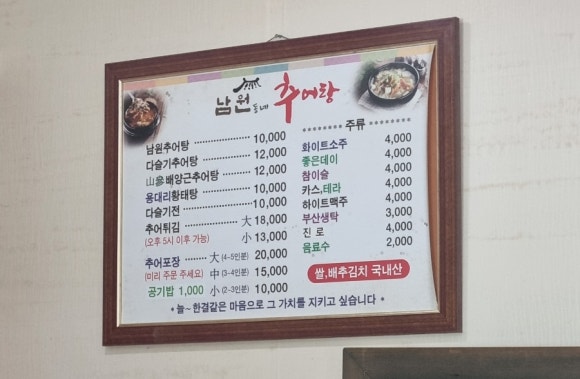 남원동네 추어탕
남원추어탕 10,000
다슬기추어탕 12,000
山蔘배양근추어탕 12,000
용대리황태탕 10,000
다슬기전 10,000
추어튀김 大 18,000
(오후 5시 이후 가능) 小 13,000
추어포장 大 (4~5인분) 20,000
(미리 주문 주세요) 中 (3~4인분) 15,000
공기밥 1,000 小 (2~3인분) 10,000
주류
화이트소주 4,000
좋은데이 4,000
참이슬 4,000
카스,테라 4,000
하이트맥주 4,000
부산생탁 3,000
진로 4,000
음료수 2,000
쌀,배추김치 국내산
늘~ 한결같은 마음으로 그 가치를 지키고 싶습니다